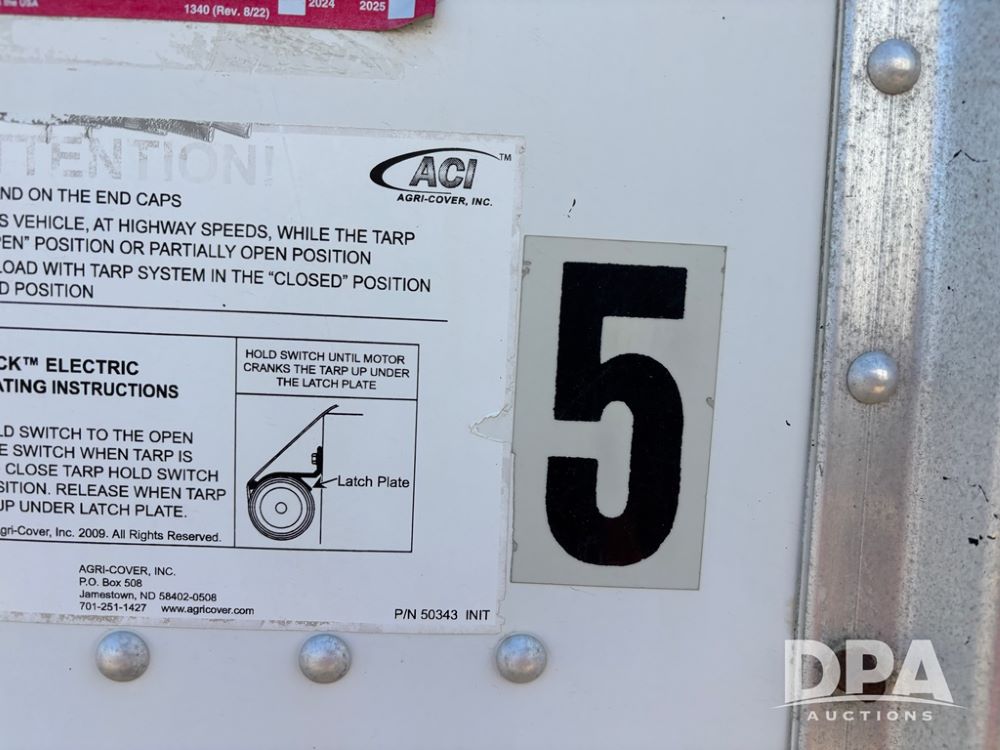 the USA
1340 (Rev. 8/22)
2024
2025
TTENTION!
ACI™
AGRI-COVER, INC.
ND ON THE END CAPS
S VEHICLE, AT HIGHWAY SPEEDS, WHILE THE TARP
PEN" POSITION OR PARTIALLY OPEN POSITION
LOAD WITH TARP SYSTEM IN THE "CLOSED" POSITION
D POSITION
CK™ ELECTRIC
ATING INSTRUCTIONS
HOLD SWITCH UNTIL MOTOR
CRANKS THE TARP UP UNDER
THE LATCH PLATE
LD SWITCH TO THE OPEN
E SWITCH WHEN TARP IS
CLOSE TARP HOLD SWITCH
SITION. RELEASE WHEN TARP
UP UNDER LATCH PLATE.
Latch Plate
gri-Cover, Inc. 2009. All Rights Reserved.
AGRI-COVER, INC.
P.O. Box 508
Jamestown, ND 58402-0508
701-251-1427 www.agricover.com
P/N 50343 INIT
5
DPA
AUCTIONS